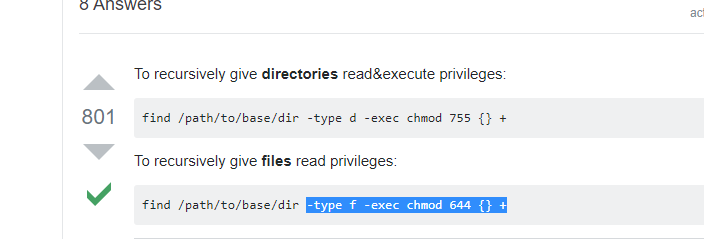 8 Answers
To recursively give directories read&execute privileges:
801
find /path/to/base/dir -type d -exec chmod 755 {} +
To recursively give files read privileges:
find /path/to/base/dir -type f -exec chmod 644 {} +